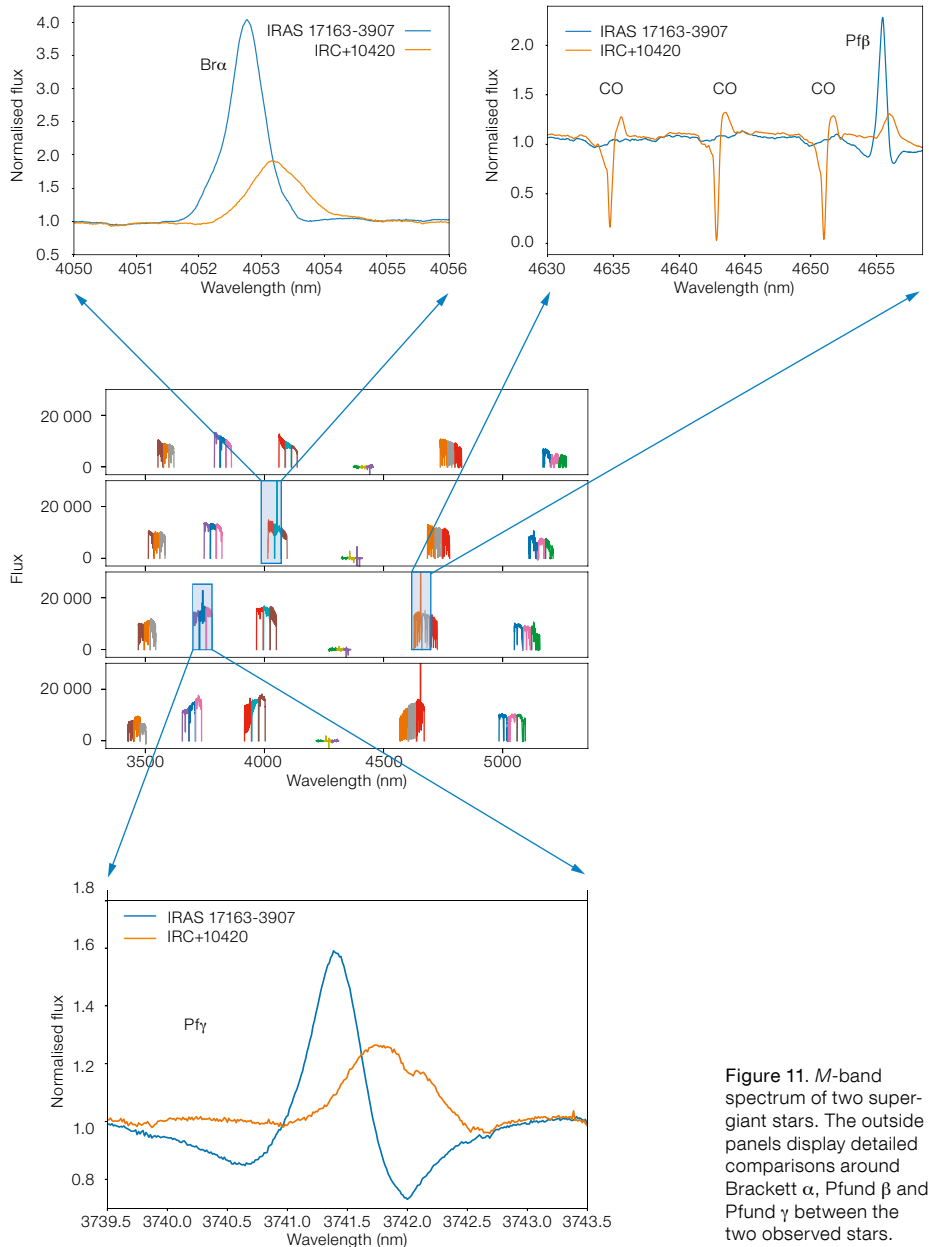 4.0
3.5
3.0
2.5
2.0
1.5
1.0
0.5
Normalised flux
IRAS 17163-3907
IRC+10420
Brα
4050 4051 4052 4053 4054 4055 4056
Wavelength (nm)
2.0
1.5
1.0
0.5
0.0
Normalised flux
IRAS 17163-3907
IRC+10420
Pfβ
CO CO CO
4630 4635 4640 4645 4650 4655
Wavelength (nm)
20 000
0
20 000
0
20 000
0
20 000
0
Flux
3500 4000 4500 5000
Wavelength (nm)
1.8
1.6
1.4
1.2
1.0
0.8
Normalised flux
IRAS 17163-3907
IRC+10420
Pfγ
3739.5 3740.0 3740.5 3741.0 3741.5 3742.0 3742.5 3743.0 3743.5
Wavelength (nm)
Figure 11. M-band
spectrum of two super-
giant stars. The outside
panels display detailed
comparisons around
Brackett α, Pfund β and
Pfund γ between the
two observed stars.